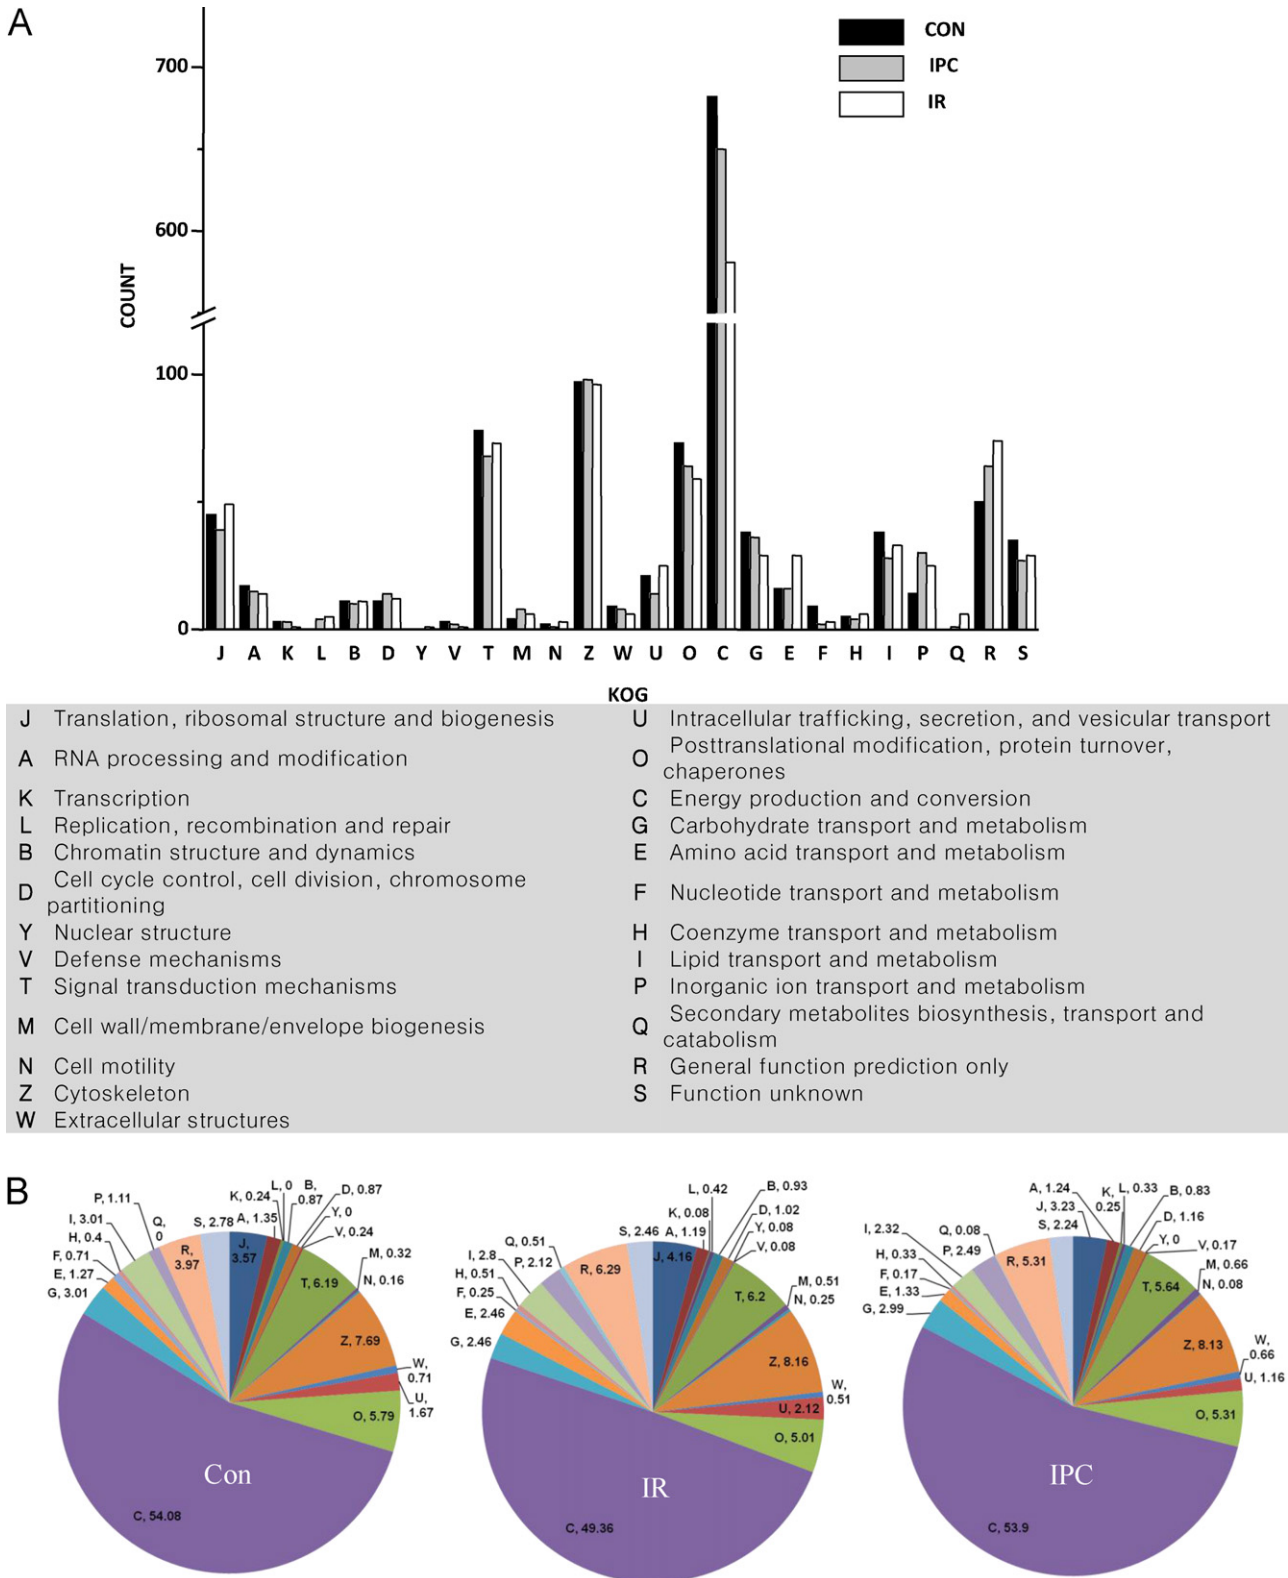 A
CON
IPC
IR
700
600
100
0
COUNT
J A K L B D Y V T M N Z W U O C G E F H I P Q R S
KOG
J Translation, ribosomal structure and biogenesis
A RNA processing and modification
K Transcription
L Replication, recombination and repair
B Chromatin structure and dynamics
D Cell cycle control, cell division, chromosome
partitioning
Y Nuclear structure
V Defense mechanisms
T Signal transduction mechanisms
M Cell wall/membrane/envelope biogenesis
N Cell motility
Z Cytoskeleton
W Extracellular structures
U Intracellular trafficking, secretion, and vesicular transport
O Posttranslational modification, protein turnover,
chaperones
C Energy production and conversion
G Carbohydrate transport and metabolism
E Amino acid transport and metabolism
F Nucleotide transport and metabolism
H Coenzyme transport and metabolism
I Lipid transport and metabolism
P Inorganic ion transport and metabolism
Q Secondary metabolites biosynthesis, transport and
catabolism
R General function prediction only
S Function unknown
B
J,
3.57
A, 1.35
K, 0.24
L, 0
B,
0.87
D, 0.87
Y, 0
V, 0.24
T, 6.19
M, 0.32
N, 0.16
Z, 7.69
W,
0.71
U,
1.67
O, 5.79
C, 54.08
G, 3.01
E, 1.27
F, 0.71
H, 0.4
I, 3.01
P, 1.11
Q,
0
R,
3.97
S, 2.78
Con
J, 4.16
A, 1.19
K, 0.08
L, 0.42
B, 0.93
D, 1.02
Y, 0.08
V, 0.08
T, 6.2
M, 0.51
N, 0.25
Z, 8.16
W,
0.51
U, 2.12
O, 5.01
C, 49.36
G, 2.46
E, 2.46
F, 0.25
H, 0.51
I, 2.8
P, 2.12
Q, 0.51
R, 6.29
S, 2.46
IR
J, 3.23
A, 1.24
K,
0.25
L, 0.33
B, 0.83
D, 1.16
Y, 0
V, 0.17
T, 5.64
M, 0.66
N, 0.08
Z, 8.13
W,
0.66
U, 1.16
O, 5.31
C, 53.9
G, 2.99
E, 1.33
F, 0.17
H, 0.33
I, 2.32
P, 2.49
Q, 0.08
R, 5.31
S, 2.24
IPC